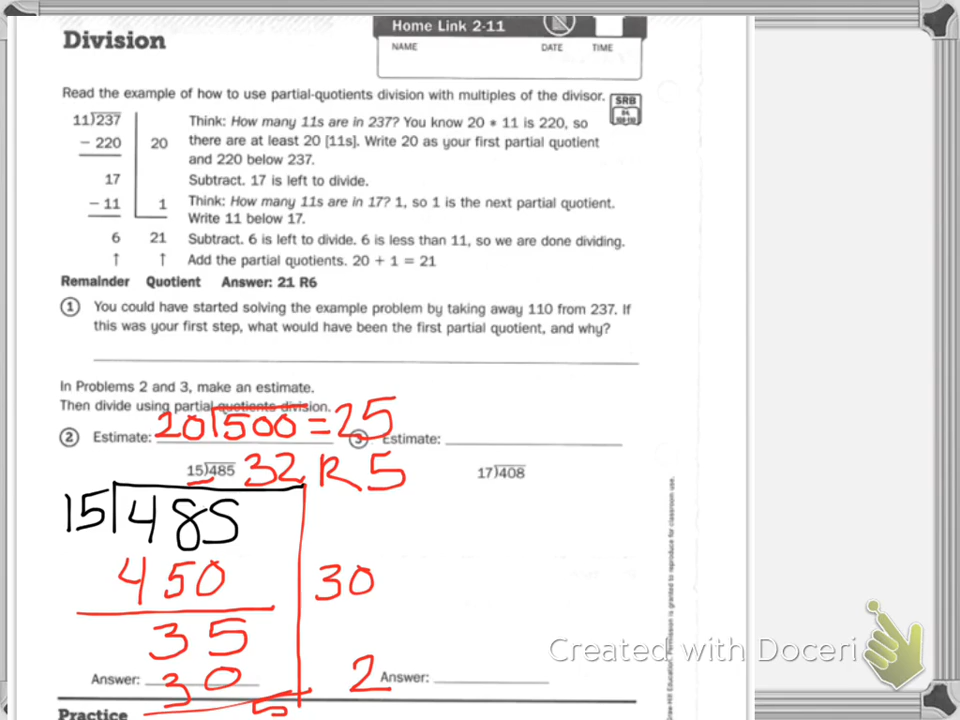 Division
Home Link 2-11
NAME DATE TIME
Read the example of how to use partial-quotients division with multiples of the divisor.
SRB
11)237 Think: How many 11s are in 237? You know 20 * 11 is 220, so
− 220 20 there are at least 20 [11s]. Write 20 as your first partial quotient
and 220 below 237.
17 Subtract. 17 is left to divide.
− 11 1 Think: How many 11s are in 17? 1, so 1 is the next partial quotient.
Write 11 below 17.
6 21 Subtract. 6 is left to divide. 6 is less than 11, so we are done dividing.
↑ ↑ Add the partial quotients. 20 + 1 = 21
Remainder Quotient Answer: 21 R6
1 You could have started solving the example problem by taking away 110 from 237. If
this was your first step, what would have been the first partial quotient, and why?
In Problems 2 and 3, make an estimate.
Then divide using partial-quotients division.
2 Estimate: 20)500 = 25 3 Estimate:
15)485 32 R 5 17)408
15)485
450 30
35
30 2
5
Answer: Answer:
Practice
Created with Doceri
Permission is granted to reproduce for classroom use.